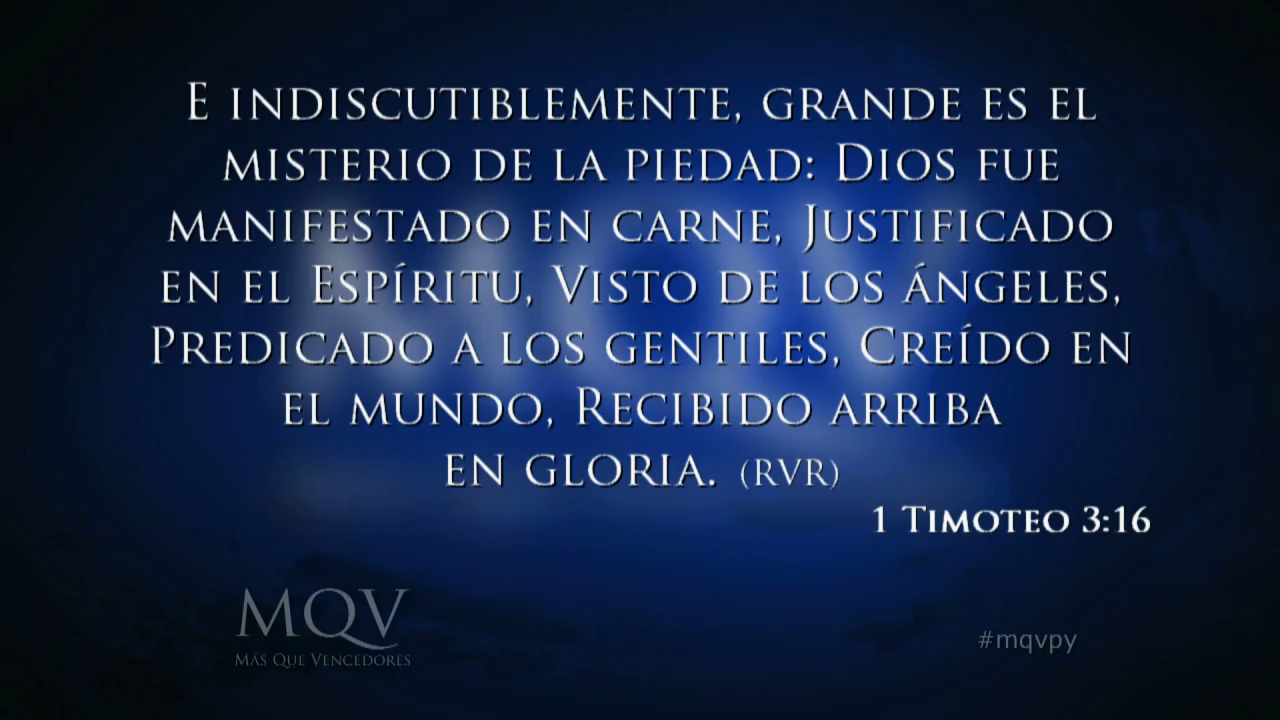 E INDISCUTIBLEMENTE, GRANDE ES EL
MISTERIO DE LA PIEDAD: DIOS FUE
MANIFESTADO EN CARNE, JUSTIFICADO
EN EL ESPÍRITU, VISTO DE LOS ÁNGELES,
PREDICADO A LOS GENTILES, CREÍDO EN
EL MUNDO, RECIBIDO ARRIBA
EN GLORIA. (RVR)
1 TIMOTEO 3:16
MQV
MÁS QUE VENCEDORES
#mqvpy